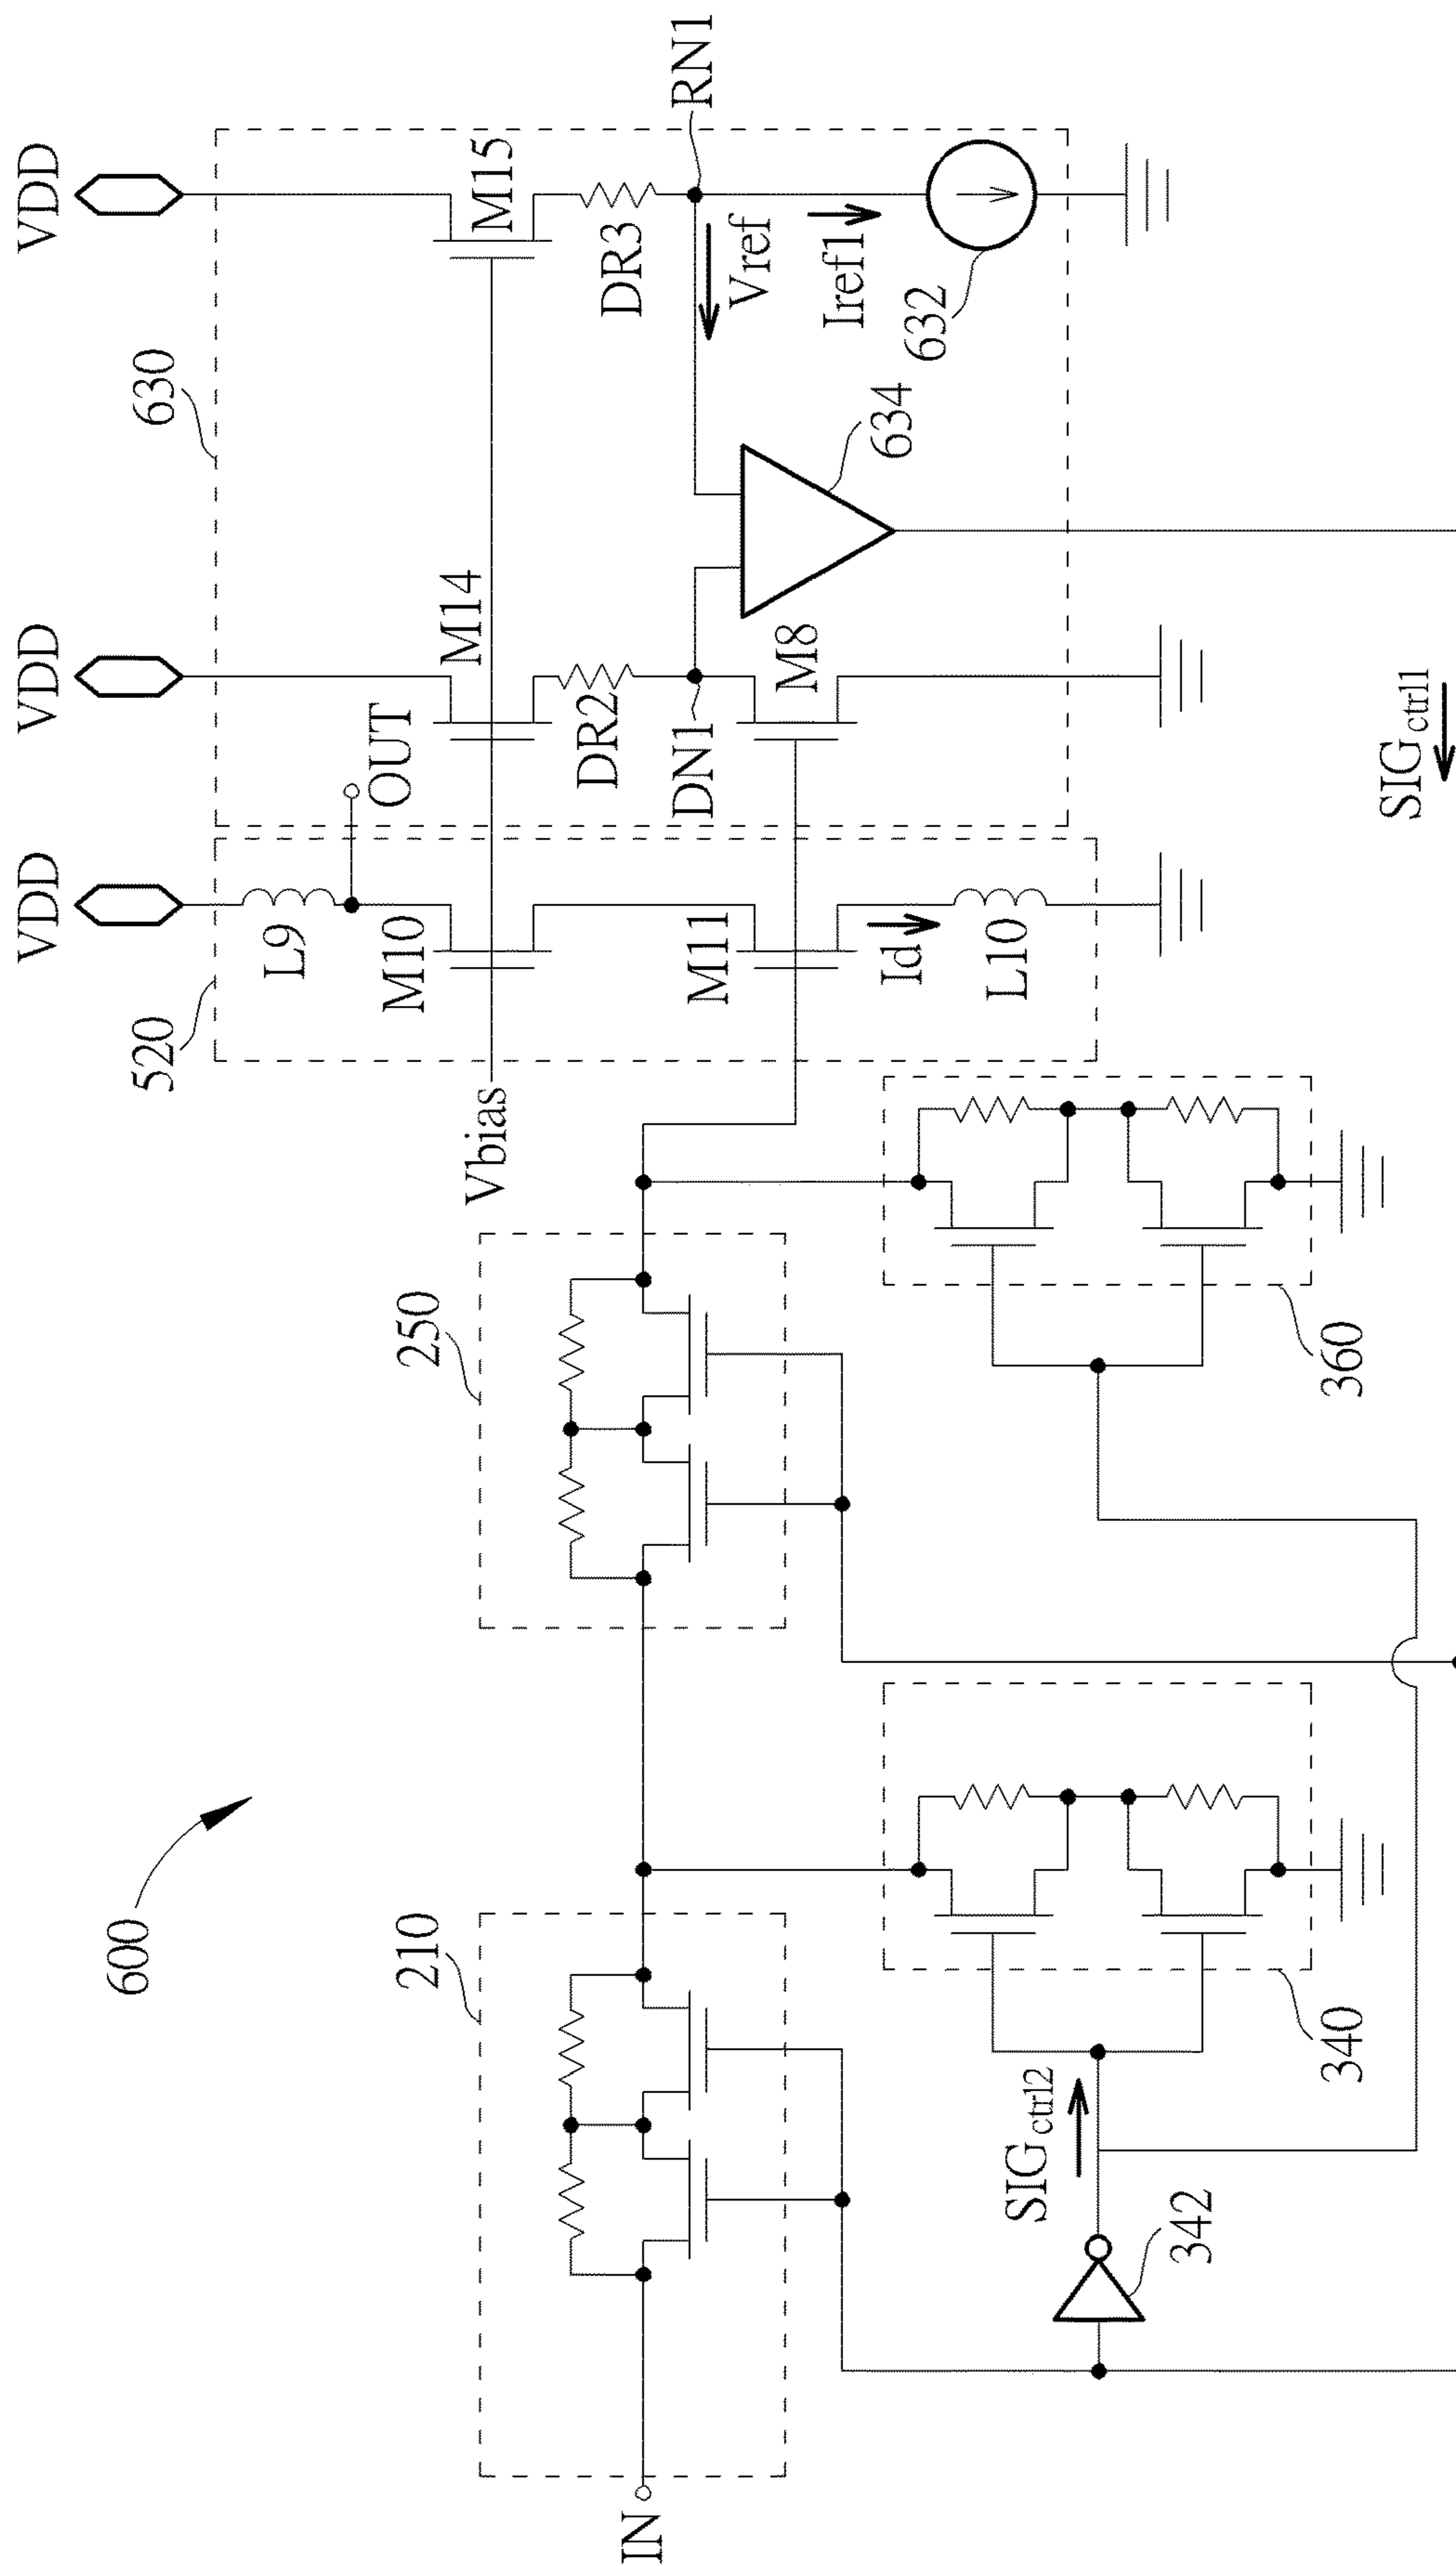 600
VDD
VDD
VDD
520
630
L9
OUT
M10
M14
M15
Vbias
DR2
DR3
RN1
DN1
M11
M8
Vref
Id
L10
634
Iref1
632
210
250
IN
SIGctrl2
342
340
360
SIGctrl1